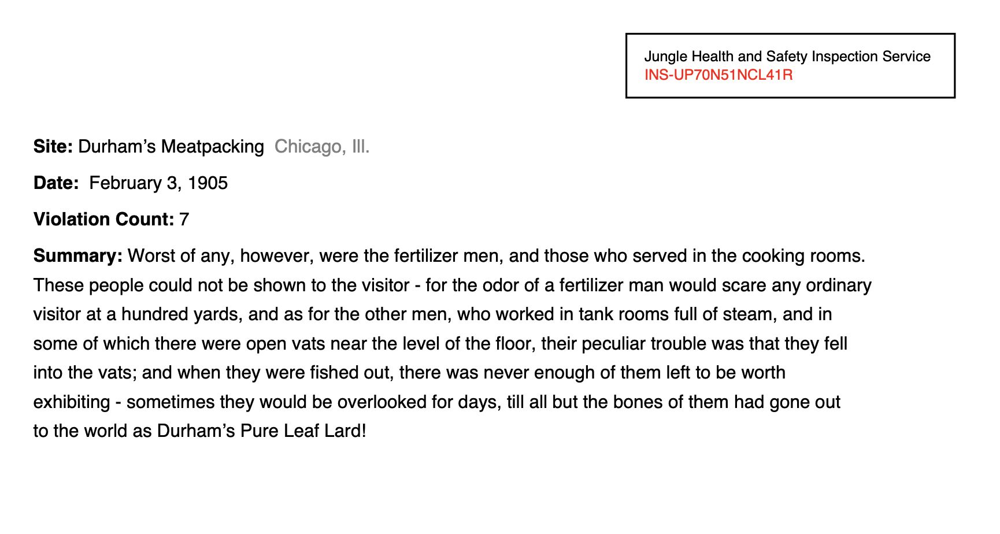 Jungle Health and Safety Inspection Service
INS-UP70N51NCL41R
Site: Durham’s Meatpacking  Chicago, Ill.
Date:  February 3, 1905
Violation Count: 7
Summary: Worst of any, however, were the fertilizer men, and those who served in the cooking rooms.
These people could not be shown to the visitor - for the odor of a fertilizer man would scare any ordinary
visitor at a hundred yards, and as for the other men, who worked in tank rooms full of steam, and in
some of which there were open vats near the level of the floor, their peculiar trouble was that they fell
into the vats; and when they were fished out, there was never enough of them left to be worth
exhibiting - sometimes they would be overlooked for days, till all but the bones of them had gone out
to the world as Durham’s Pure Leaf Lard!